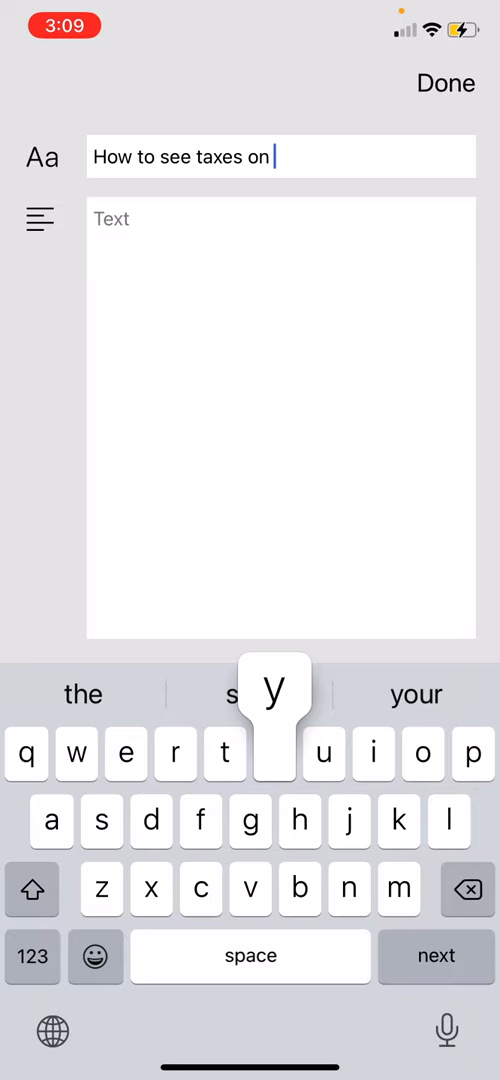 3:09
Done
Aa
How to see taxes on
Text
the
s
your
y
q w e r t u i o p
a s d f g h j k l
z x c v b n m
123
space
next